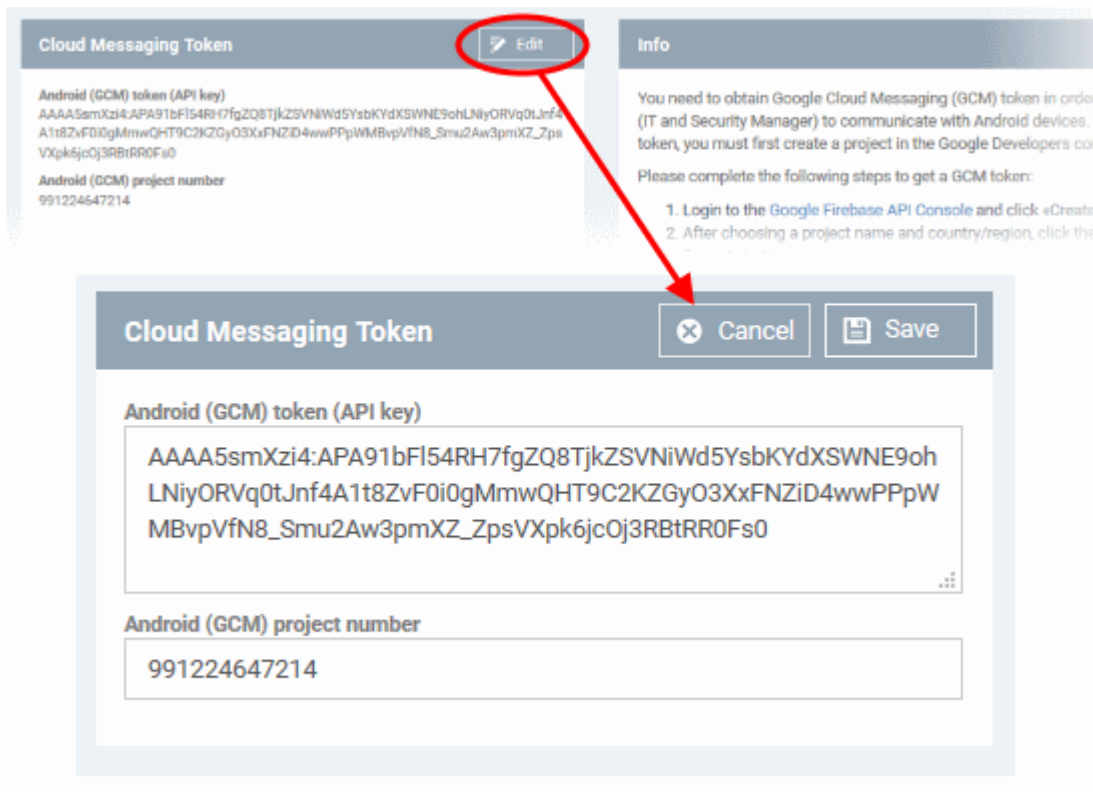 Cloud Messaging Token
Edit
Android (GCM) token (API key)
AAAA5smXzi4:APA91bFl54RH7fgZQ8TjkZSVNiWd5YsbKYdXSWNE9ohLNiyORVq0tJnf4
A1t8ZvF0i0gMmwQHT9C2KZGyO3XxFNZiD4wwPPpWMBvpVfN8_Smu2Aw3pmXZ_Zps
VXpk6jcOj3RBtRR0Fs0
Android (GCM) project number
991224647214
Info
You need to obtain Google Cloud Messaging (GCM) token in orde
(IT and Security Manager) to communicate with Android devices.
token, you must first create a project in the Google Developers co
Please complete the following steps to get a GCM token:
1. Login to the Google Firebase API Console and click «Create
2. After choosing a project name and country/region, click the
Cloud Messaging Token
Cancel
Save
Android (GCM) token (API key)
AAAA5smXzi4:APA91bFl54RH7fgZQ8TjkZSVNiWd5YsbKYdXSWNE9oh
LNiyORVq0tJnf4A1t8ZvF0i0gMmwQHT9C2KZGyO3XxFNZiD4wwPPpW
MBvpVfN8_Smu2Aw3pmXZ_ZpsVXpk6jcOj3RBtRR0Fs0
Android (GCM) project number
991224647214